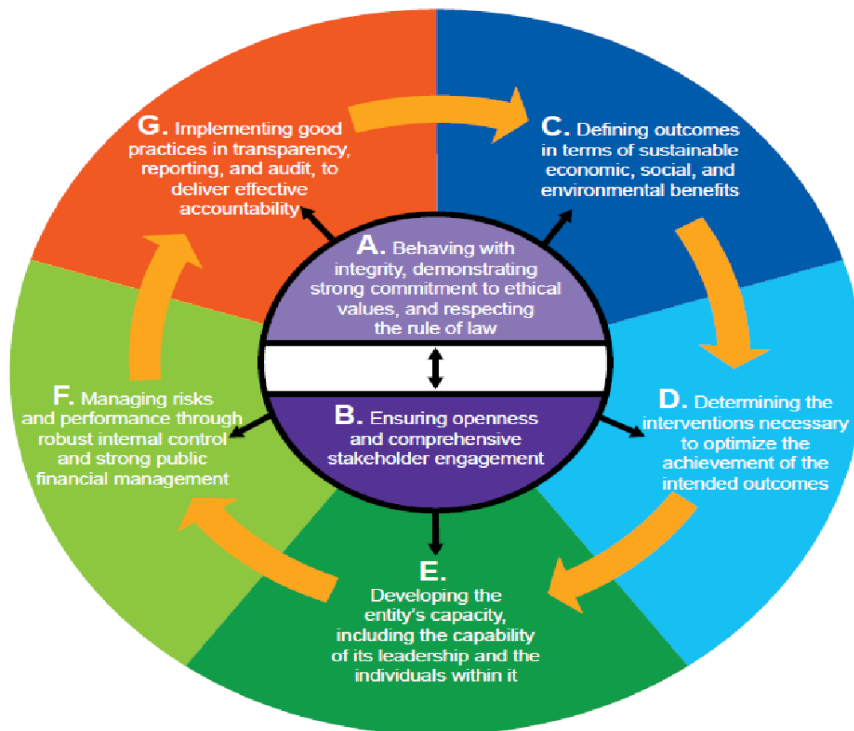 A. Behaving with
integrity, demonstrating
strong commitment to ethical
values, and respecting
the rule of law
B. Ensuring openness
and comprehensive
stakeholder engagement
C. Defining outcomes
in terms of sustainable
economic, social, and
environmental benefits
D. Determining the
interventions necessary
to optimize the
achievement of the
intended outcomes
E.
Developing the
entity's capacity,
including the capability
of its leadership and the
individuals within it
F. Managing risks
and performance through
robust internal control
and strong public
financial management
G. Implementing good
practices in transparency,
reporting, and audit, to
deliver effective
accountability